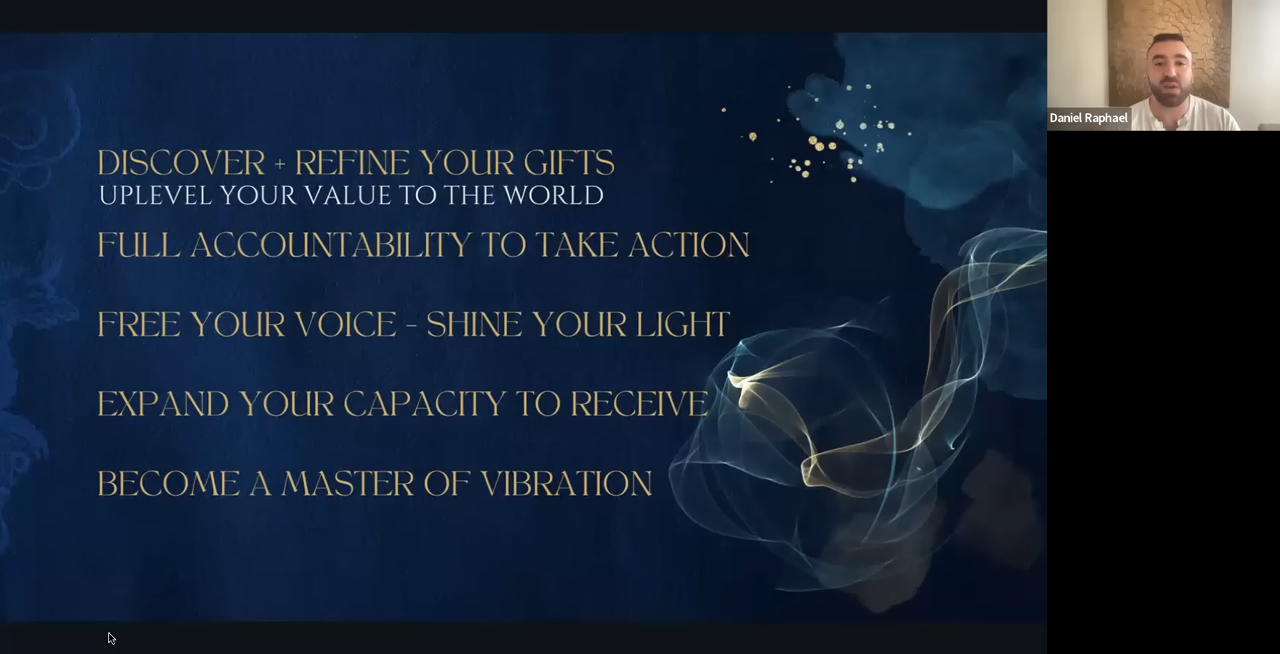 DISCOVER + REFINE YOUR GIFTS
UPLEVEL YOUR VALUE TO THE WORLD
FULL ACCOUNTABILITY TO TAKE ACTION
FREE YOUR VOICE - SHINE YOUR LIGHT
EXPAND YOUR CAPACITY TO RECEIVE
BECOME A MASTER OF VIBRATION
Daniel Raphael